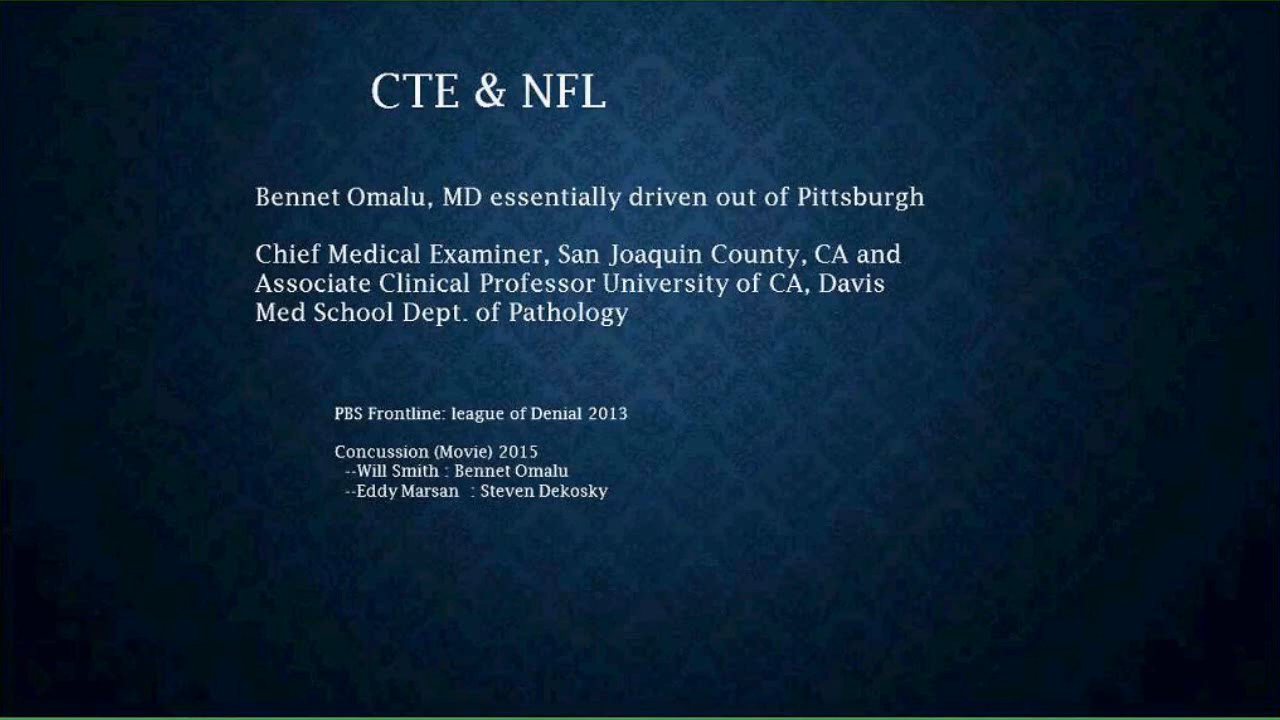 CTE & NFL
Bennet Omalu, MD essentially driven out of Pittsburgh
Chief Medical Examiner, San Joaquin County, CA and
Associate Clinical Professor University of CA, Davis
Med School Dept. of Pathology
PBS Frontline: league of Denial 2013
Concussion (Movie) 2015
--Will Smith : Bennet Omalu
--Eddy Marsan : Steven Dekosky